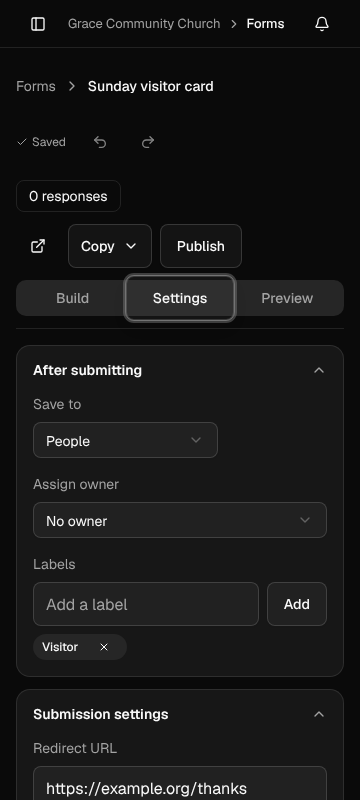 Grace Community Church > Forms
Forms > Sunday visitor card
Saved
0 responses
Copy
Publish
Build
Settings
Preview
After submitting
Save to
People
Assign owner
No owner
Labels
Add a label
Add
Visitor
Submission settings
Redirect URL
https://example.org/thanks